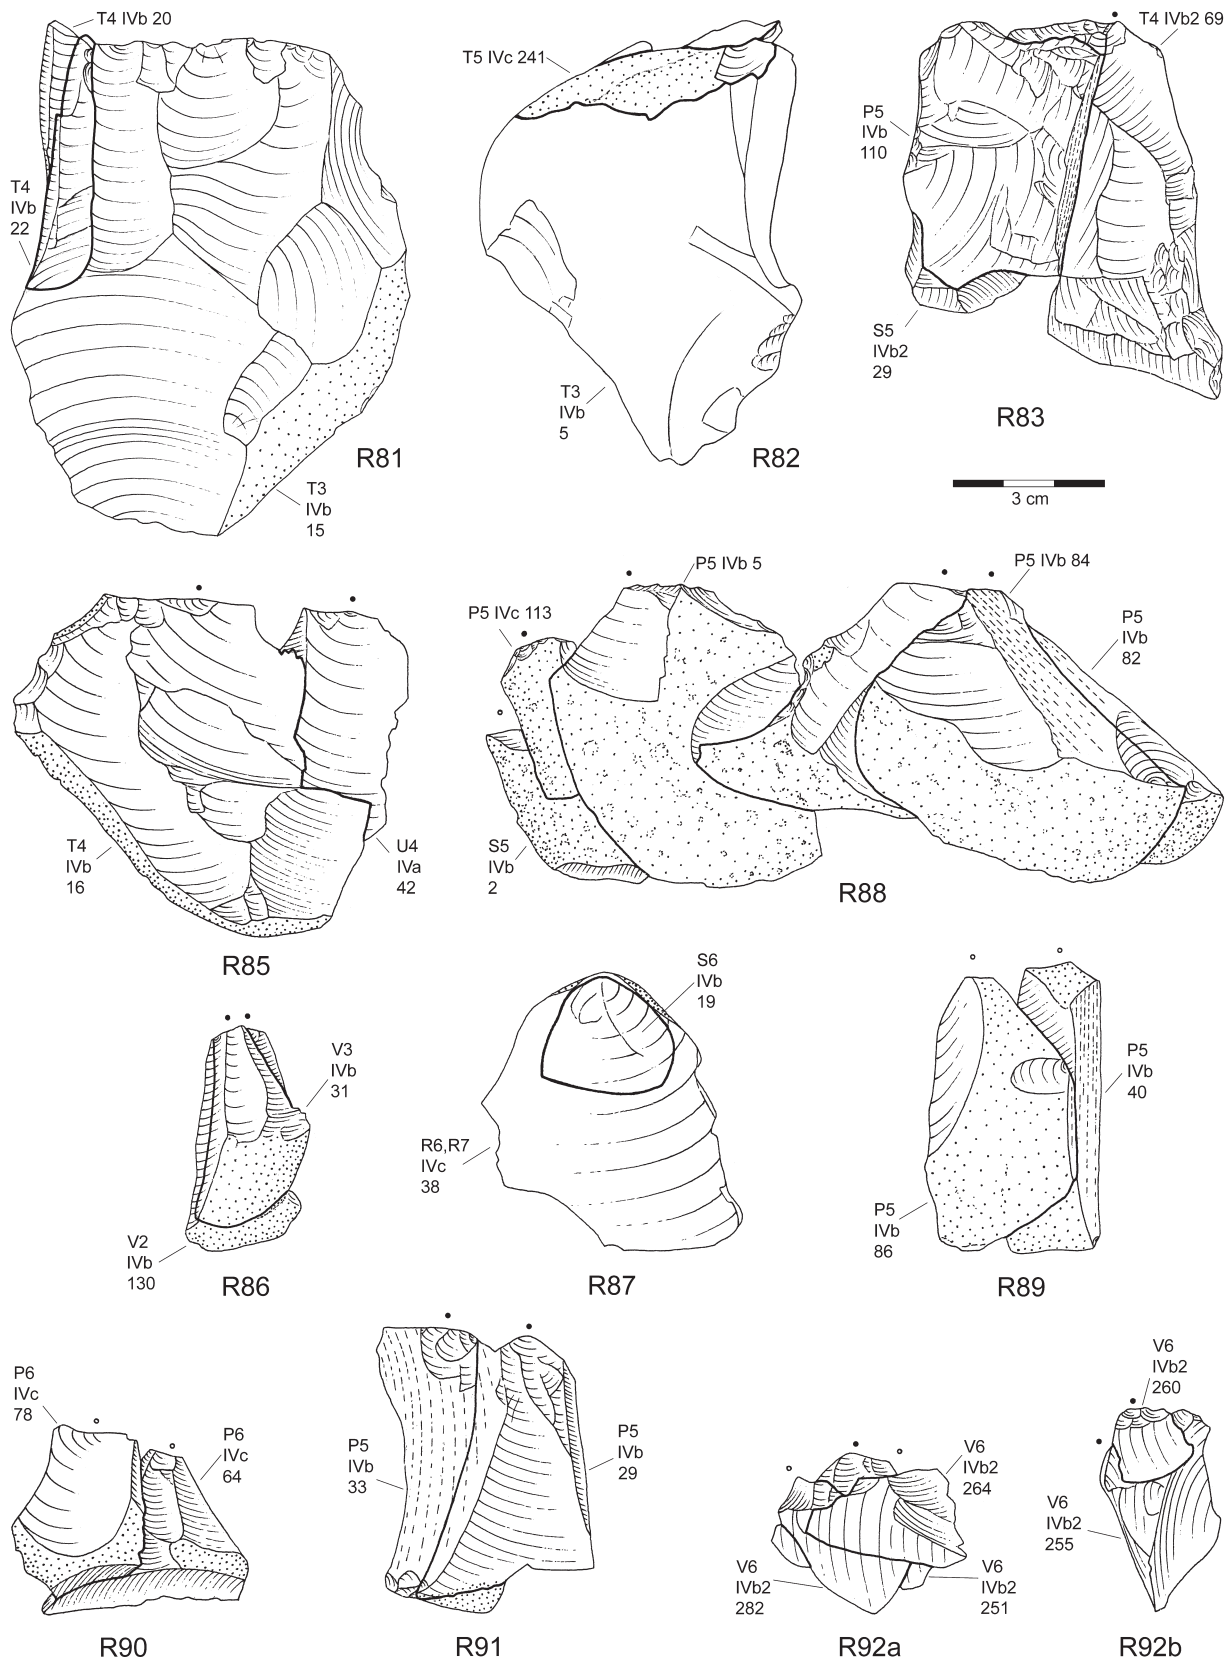 T4 IVb 20
T4
IVb
22
T3
IVb
15
R81
T5 IVc 241
T3
IVb
5
R82
T4 IVb2 69
P5
IVb
110
S5
IVb2
29
R83
3 cm
T4
IVb
16
U4
IVa
42
R85
P5 IVb 5
P5 IVc 113
S5
IVb
2
P5 IVb 84
P5
IVb
82
R88
V3
IVb
31
V2
IVb
130
R86
S6
IVb
19
R6,R7
IVc
38
R87
P5
IVb
40
P5
IVb
86
R89
P6
IVc
78
P6
IVc
64
R90
P5
IVb
33
P5
IVb
29
R91
V6
IVb2
264
V6
IVb2
282
V6
IVb2
251
R92a
V6
IVb2
260
V6
IVb2
255
R92b